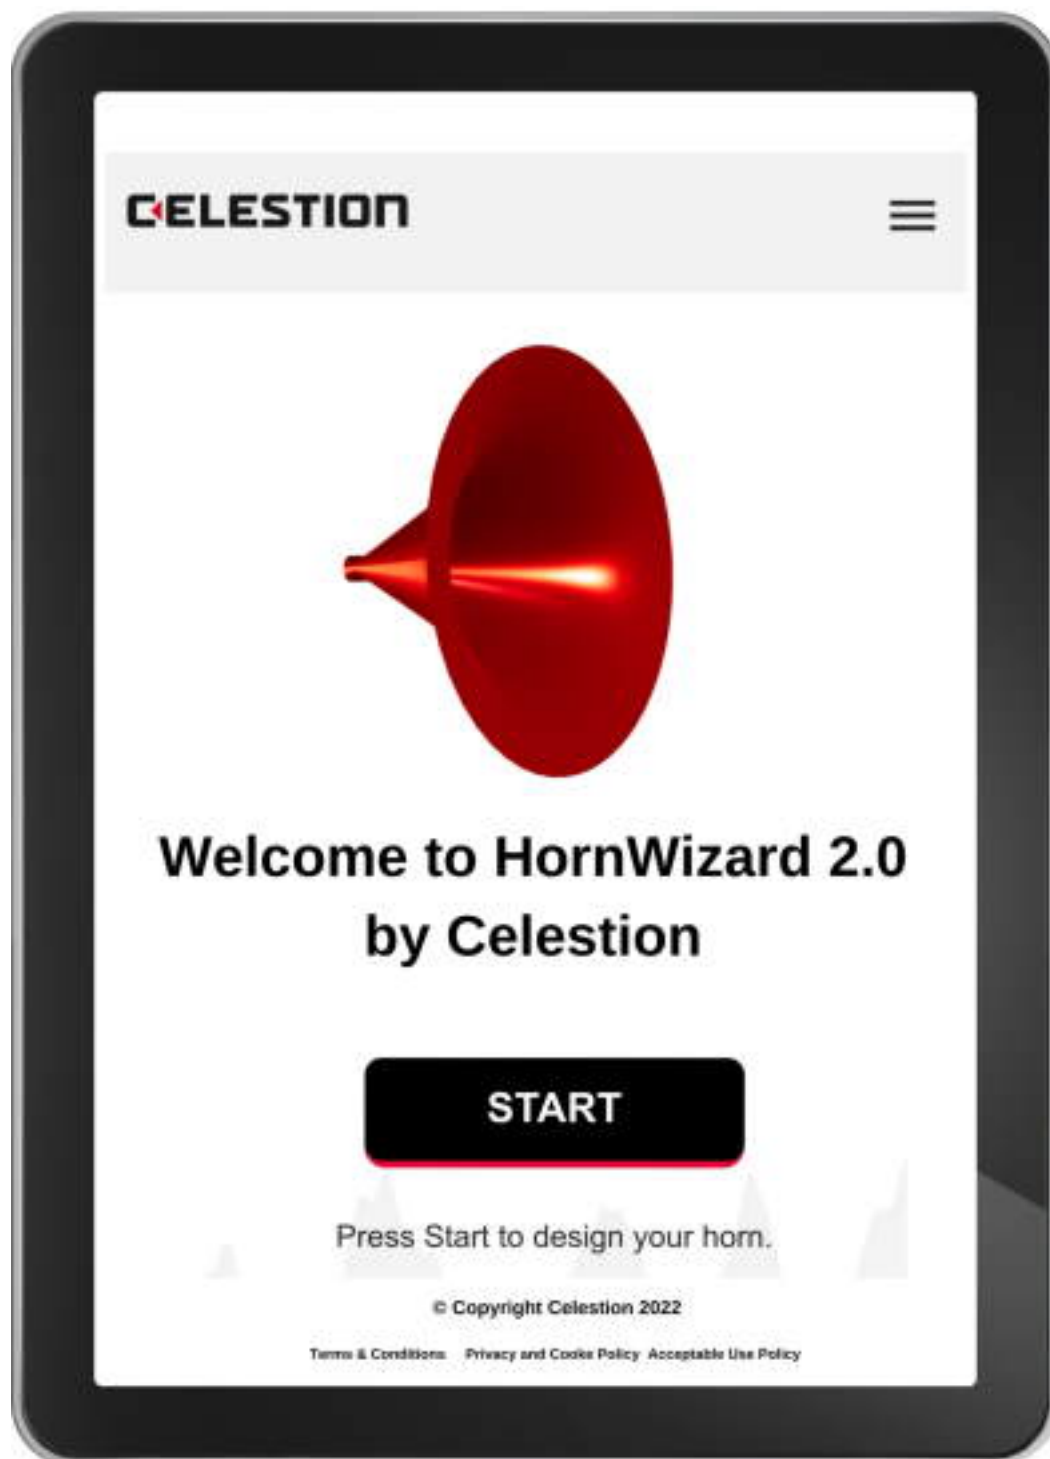 CELESTION
Welcome to HornWizard 2.0
by Celestion
START
Press Start to design your horn.
© Copyright Celestion 2022
Terms & Conditions Privacy and Cooke Policy Acceptable Use Policy